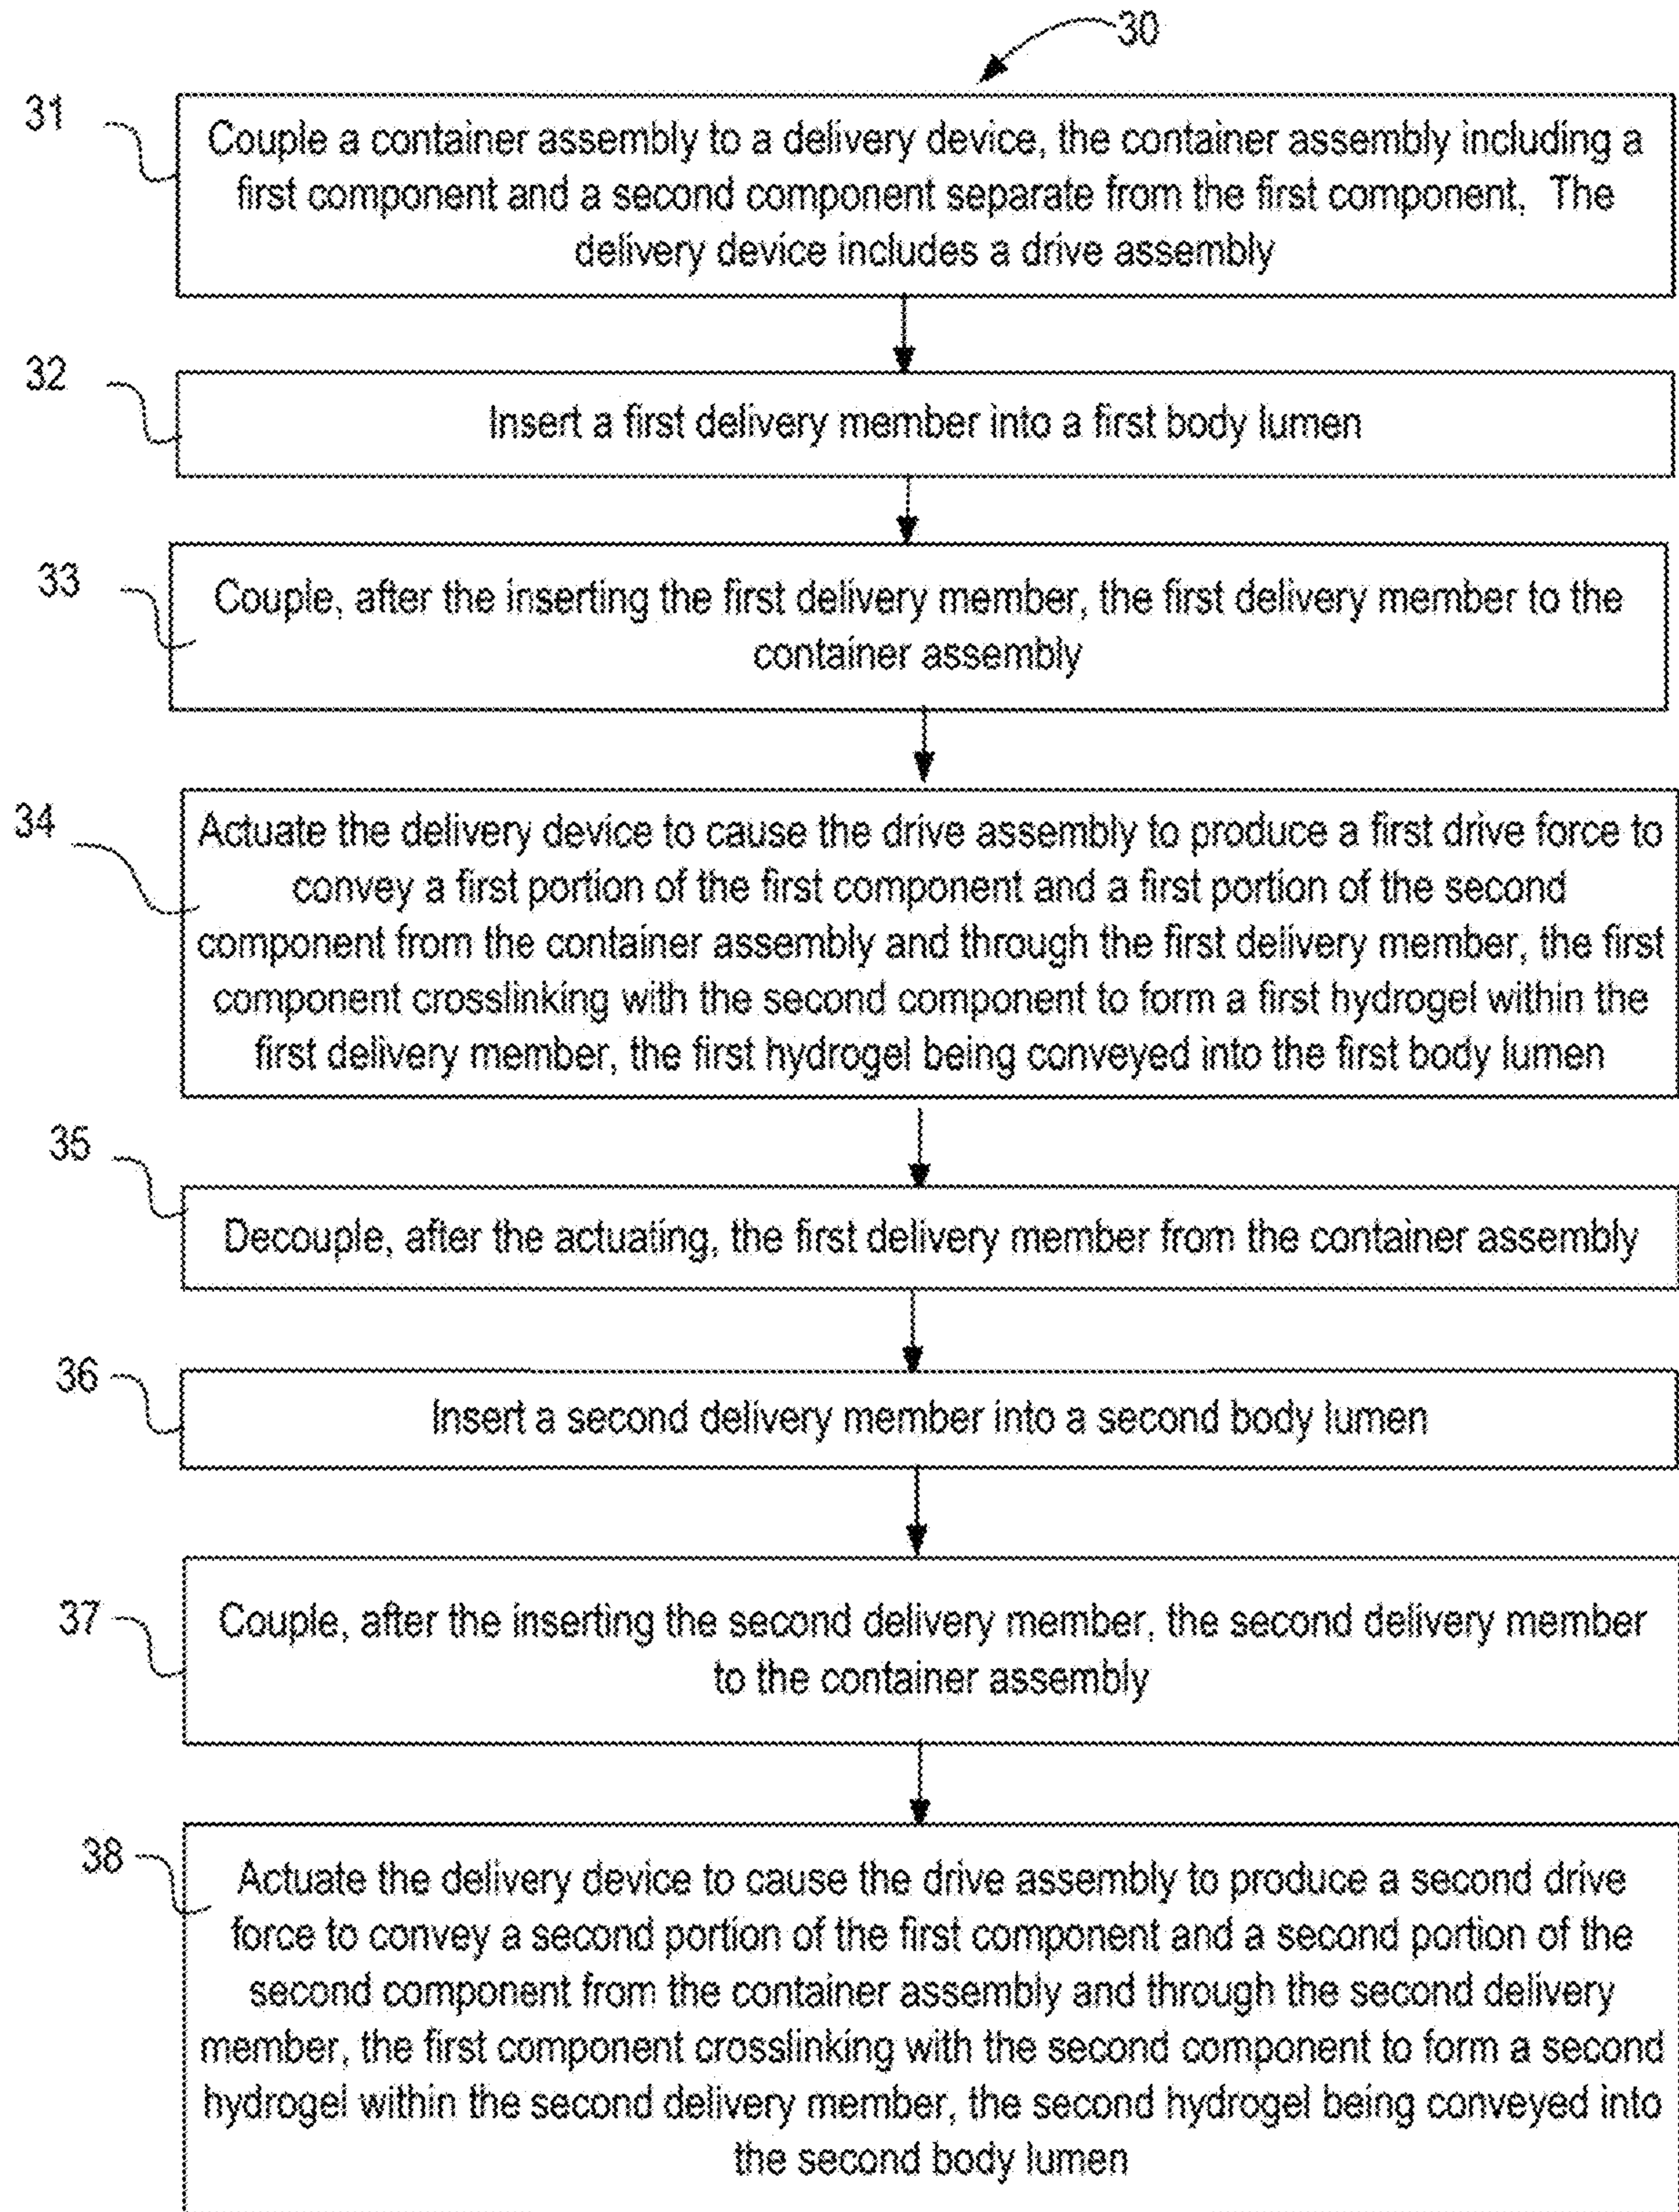 30
31
Couple a container assembly to a delivery device, the container assembly including a
first component and a second component separate from the first component. The
delivery device includes a drive assembly
32
Insert a first delivery member into a first body lumen
33
Couple, after the inserting the first delivery member, the first delivery member to the
container assembly
34
Actuate the delivery device to cause the drive assembly to produce a first drive force to
convey a first portion of the first component and a first portion of the second
component from the container assembly and through the first delivery member, the first
component crosslinking with the second component to form a first hydrogel within the
first delivery member, the first hydrogel being conveyed into the first body lumen
35
Decouple, after the actuating, the first delivery member from the container assembly
36
Insert a second delivery member into a second body lumen
37
Couple, after the inserting the second delivery member, the second delivery member
to the container assembly
38
Actuate the delivery device to cause the drive assembly to produce a second drive
force to convey a second portion of the first component and a second portion of the
second component from the container assembly and through the second delivery
member, the first component crosslinking with the second component to form a second
hydrogel within the second delivery member, the second hydrogel being conveyed into
the second body lumen